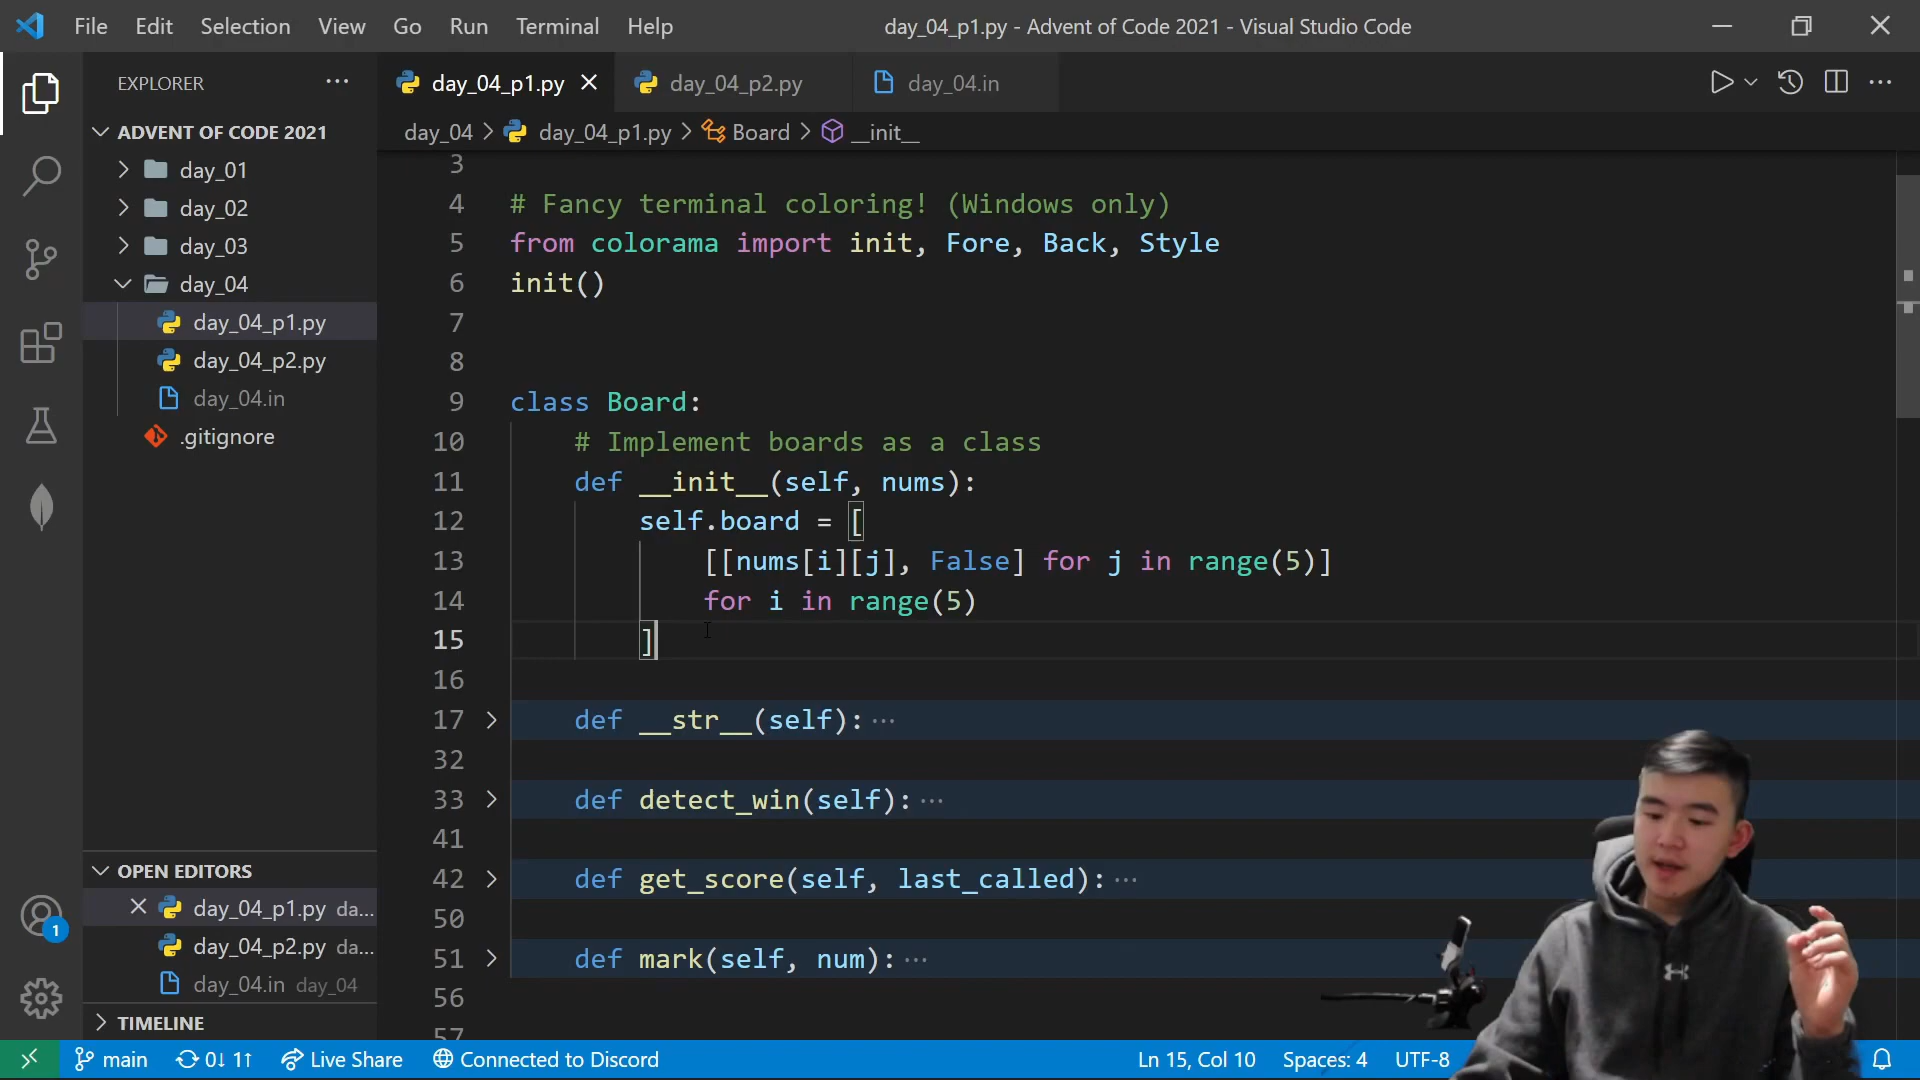 File Edit Selection View Go Run Terminal Help
day_04_p1.py - Advent of Code 2021 - Visual Studio Code
EXPLORER
ADVENT OF CODE 2021
day_01
day_02
day_03
day_04
day_04_p1.py
day_04_p2.py
day_04.in
.gitignore
OPEN EDITORS
day_04_p1.py da...
day_04_p2.py da...
day_04.in day_04
TIMELINE
day_04_p1.py day_04_p2.py day_04.in
day_04 > day_04_p1.py > Board > __init__
3
4 # Fancy terminal coloring! (Windows only)
5 from colorama import init, Fore, Back, Style
6 init()
7
8
9 class Board:
10 # Implement boards as a class
11 def __init__(self, nums):
12 self.board = [
13 [[nums[i][j], False] for j in range(5)]
14 for i in range(5)
15 ]
16
17 def __str__(self):···
32
33 def detect_win(self):···
41
42 def get_score(self, last_called):···
50
51 def mark(self, num):···
56
57
1
main 0↓ 1↑ Live Share Connected to Discord
Ln 15, Col 10 Spaces: 4 UTF-8